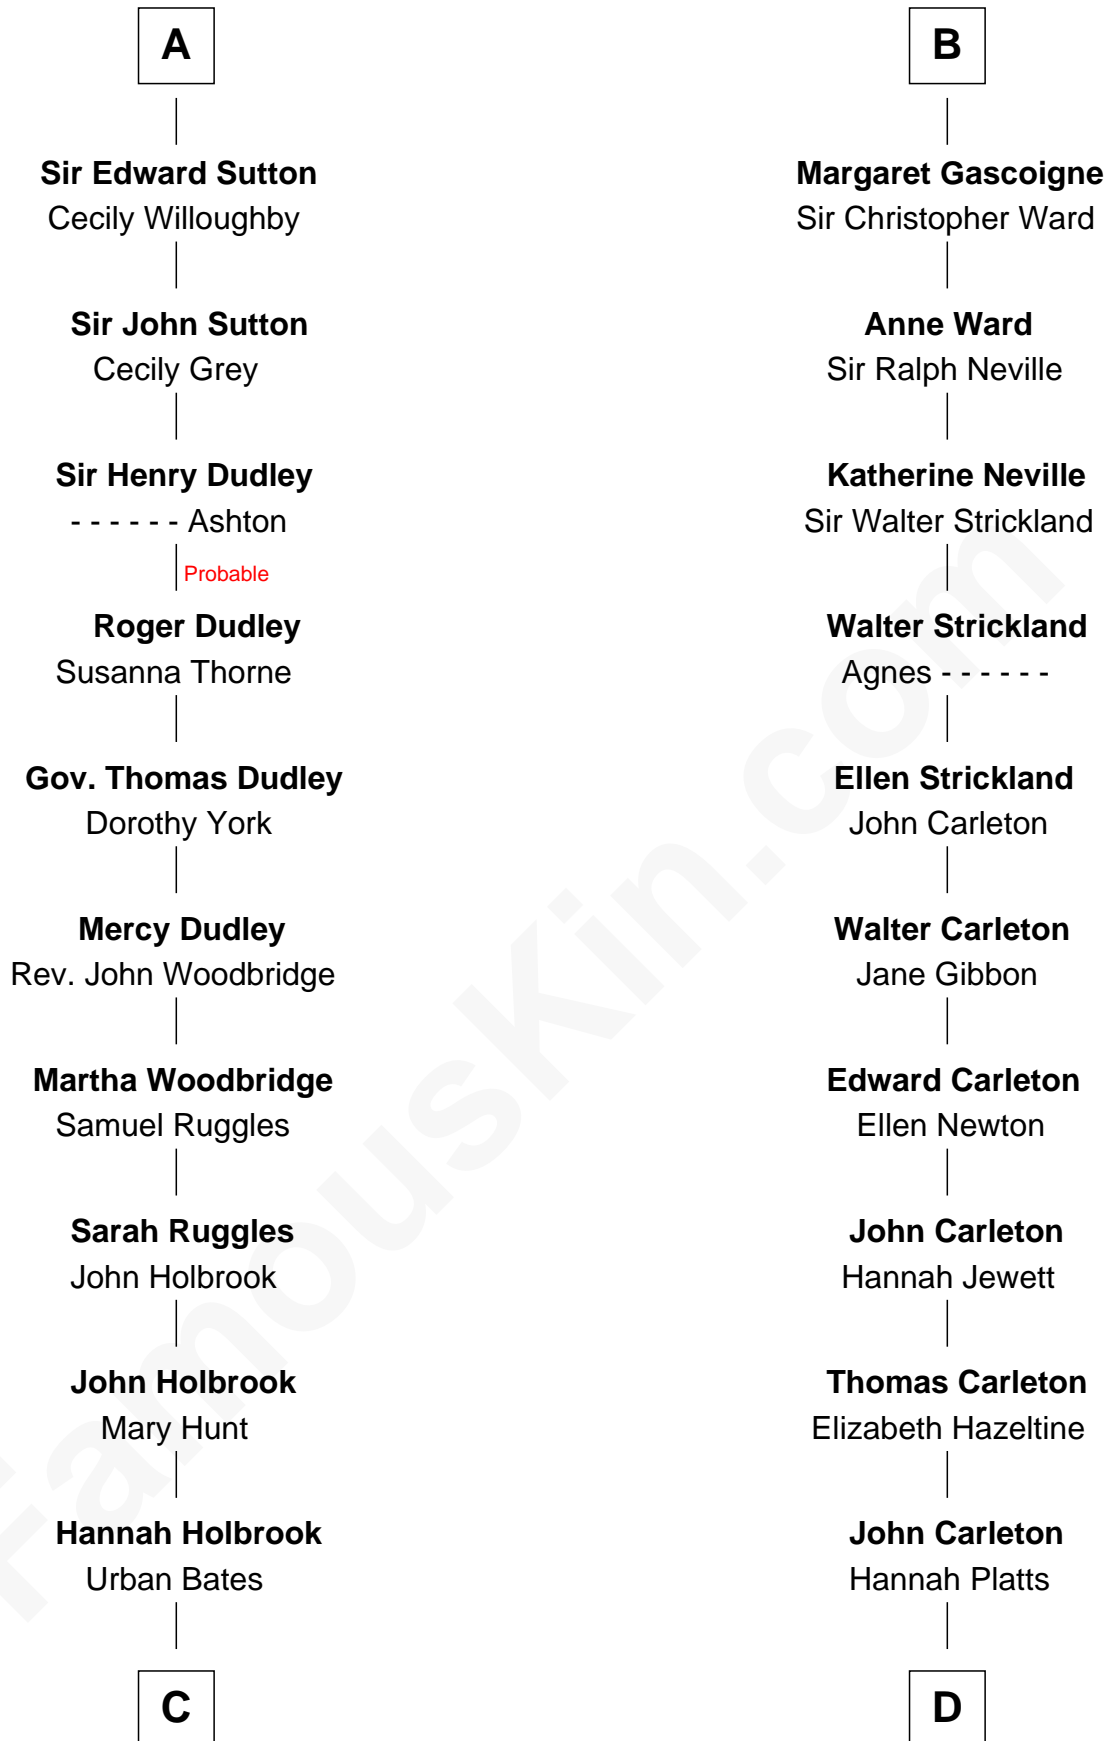 A
Sir Edward Sutton
Cecily Willoughby
Sir John Sutton
Cecily Grey
Sir Henry Dudley
- - - - - - Ashton
Probable
Roger Dudley
Susanna Thorne
Gov. Thomas Dudley
Dorothy York
Mercy Dudley
Rev. John Woodbridge
Martha Woodbridge
Samuel Ruggles
Sarah Ruggles
John Holbrook
John Holbrook
Mary Hunt
Hannah Holbrook
Urban Bates
C
B
Margaret Gascoigne
Sir Christopher Ward
Anne Ward
Sir Ralph Neville
Katherine Neville
Sir Walter Strickland
Walter Strickland
Agnes - - - - - -
Ellen Strickland
John Carleton
Walter Carleton
Jane Gibbon
Edward Carleton
Ellen Newton
John Carleton
Hannah Jewett
Thomas Carleton
Elizabeth Hazeltine
John Carleton
Hannah Platts
D
FamousKin.com